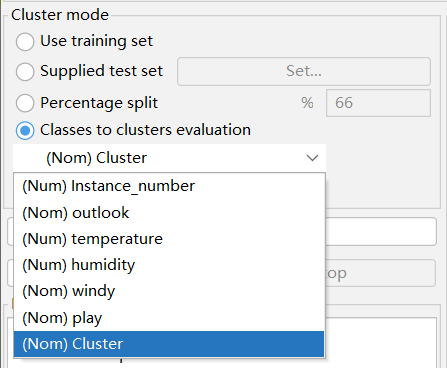 Cluster mode
Use training set
Supplied test set Set...
Percentage split % 66
Classes to clusters evaluation
(Nom) Cluster
(Num) Instance_number
(Nom) outlook
(Num) temperature
(Num) humidity
(Nom) windy
(Nom) play
(Nom) Cluster
op